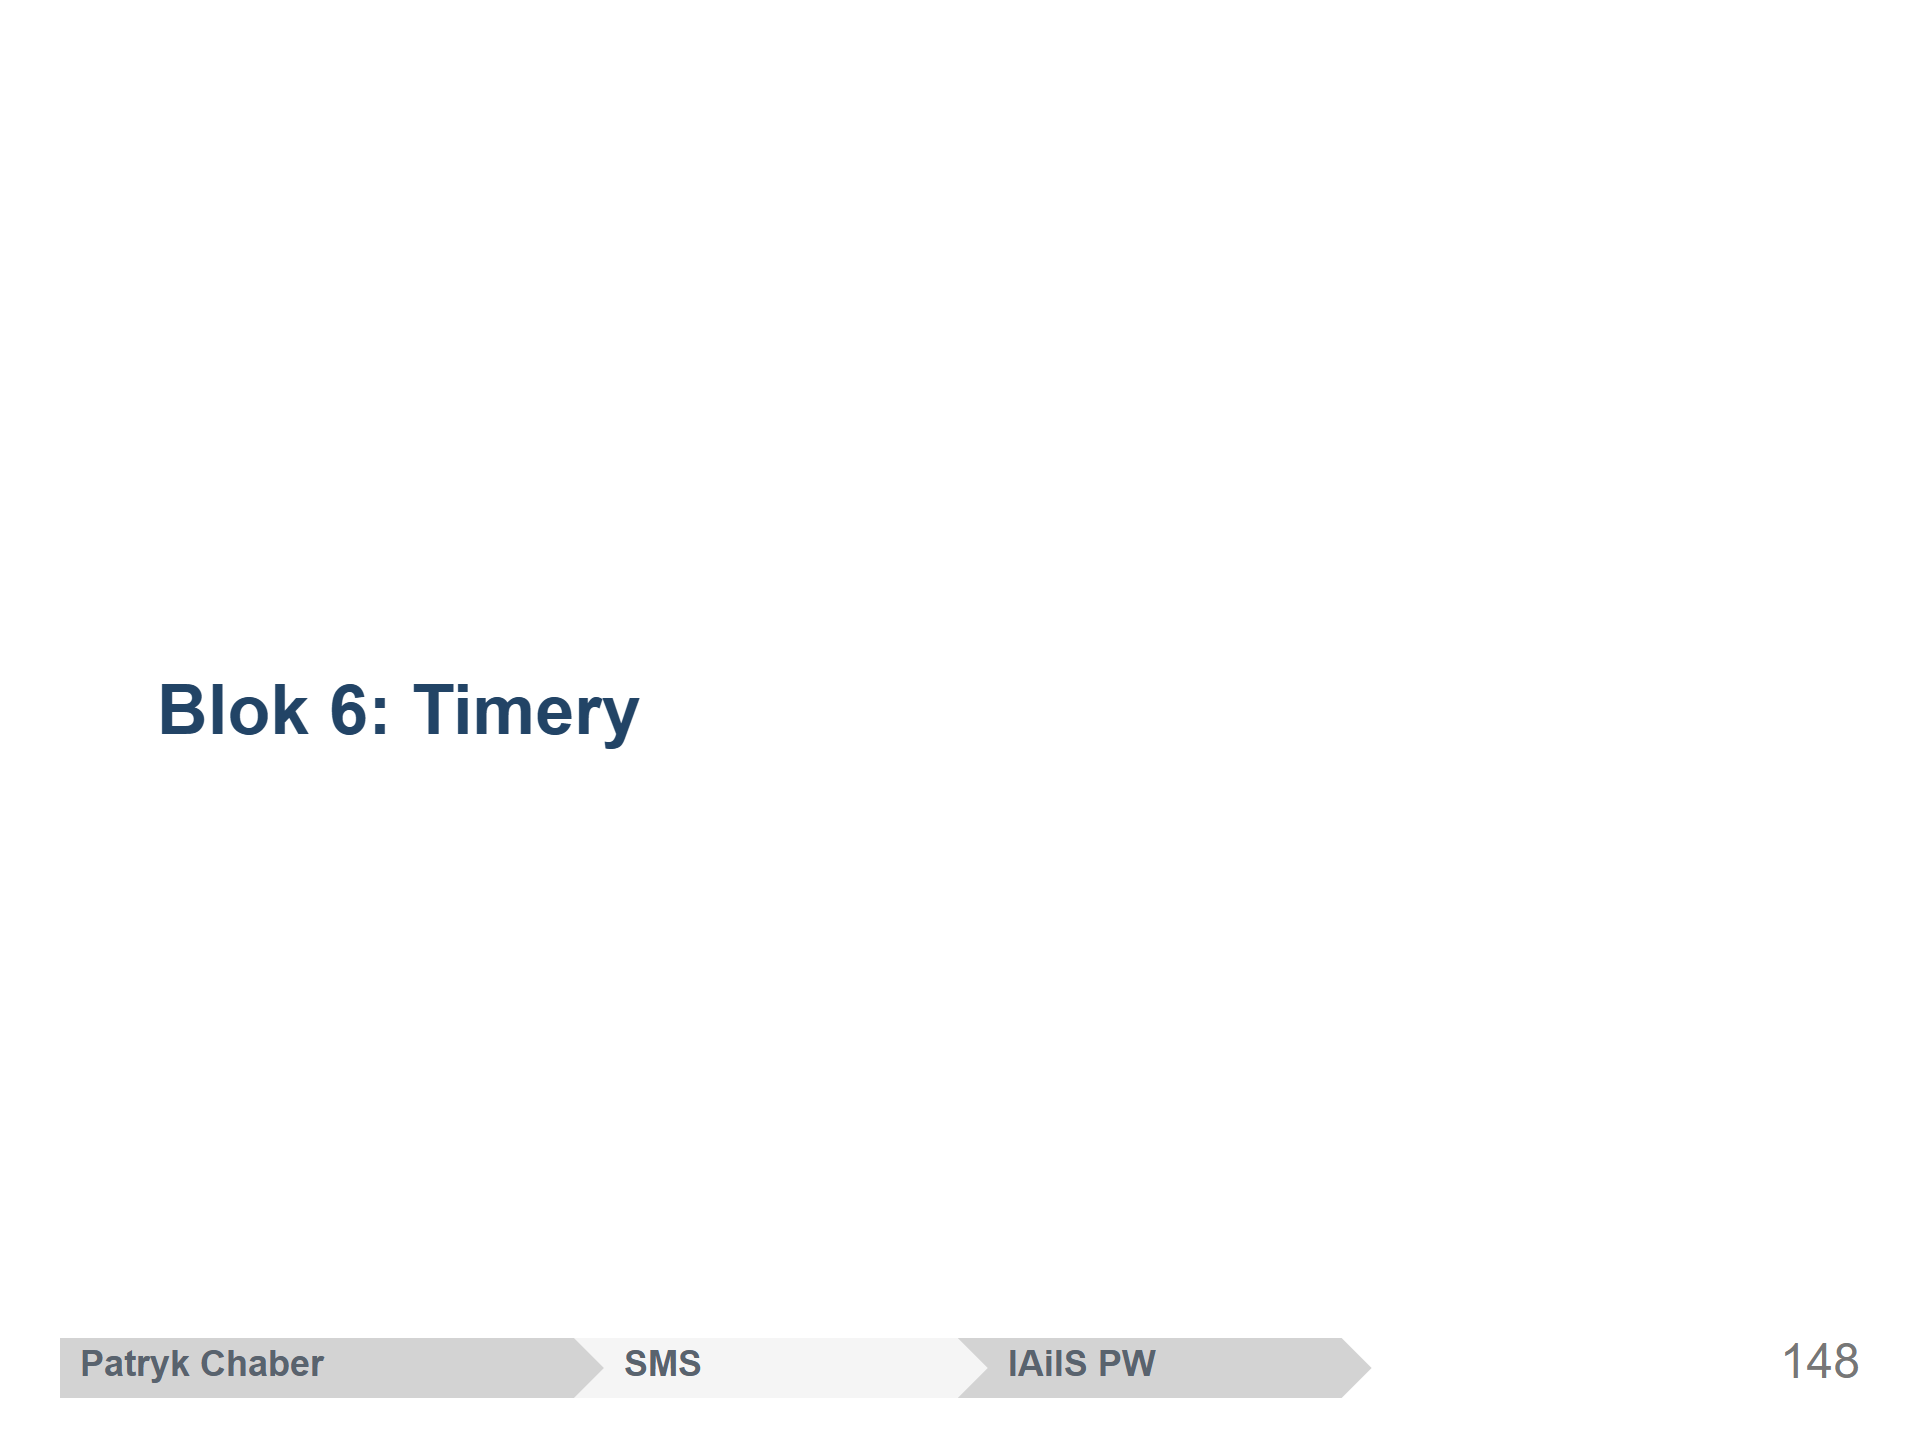 Blok 6: Timery
Patryk Chaber
SMS
IAiIS PW
148